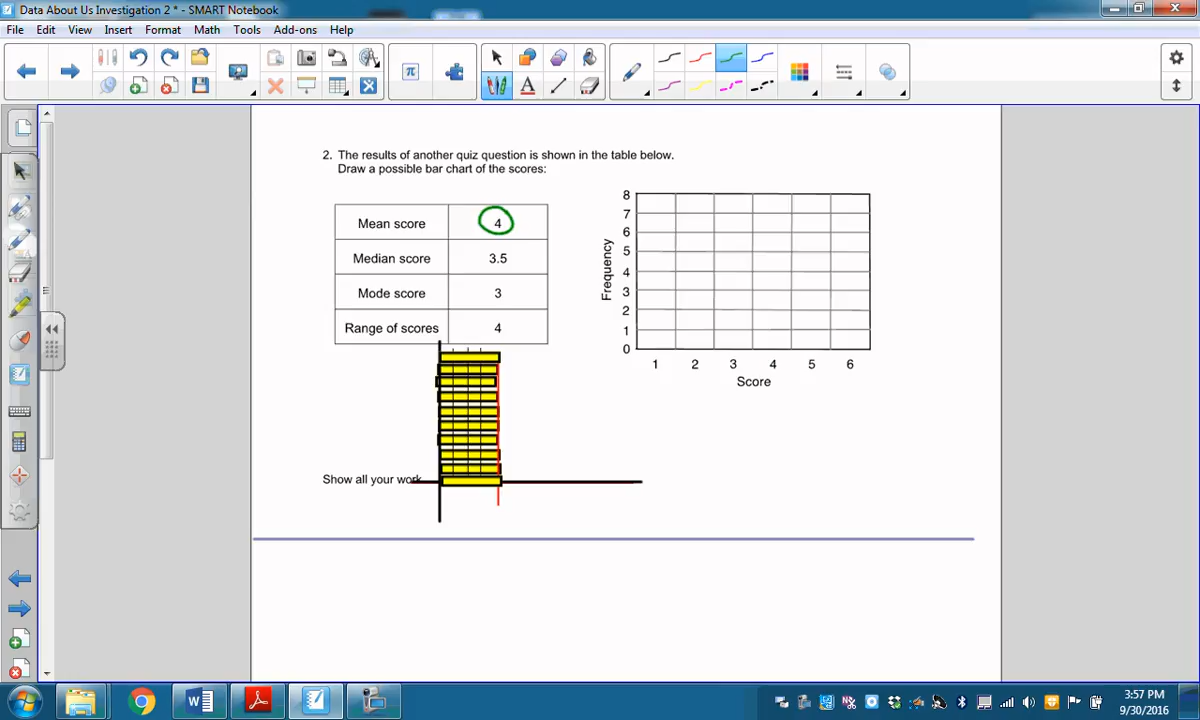 Data About Us Investigation 2 * - SMART Notebook
File Edit View Insert Format Math Tools Add-ons Help
π
A
2. The results of another quiz question is shown in the table below.
Draw a possible bar chart of the scores:
Mean score 4
Median score 3.5
Mode score 3
Range of scores 4
Show all your work
8
7
6
5
4
3
2
1
0
Frequency
1 2 3 4 5 6
Score
3:57 PM
9/30/2016